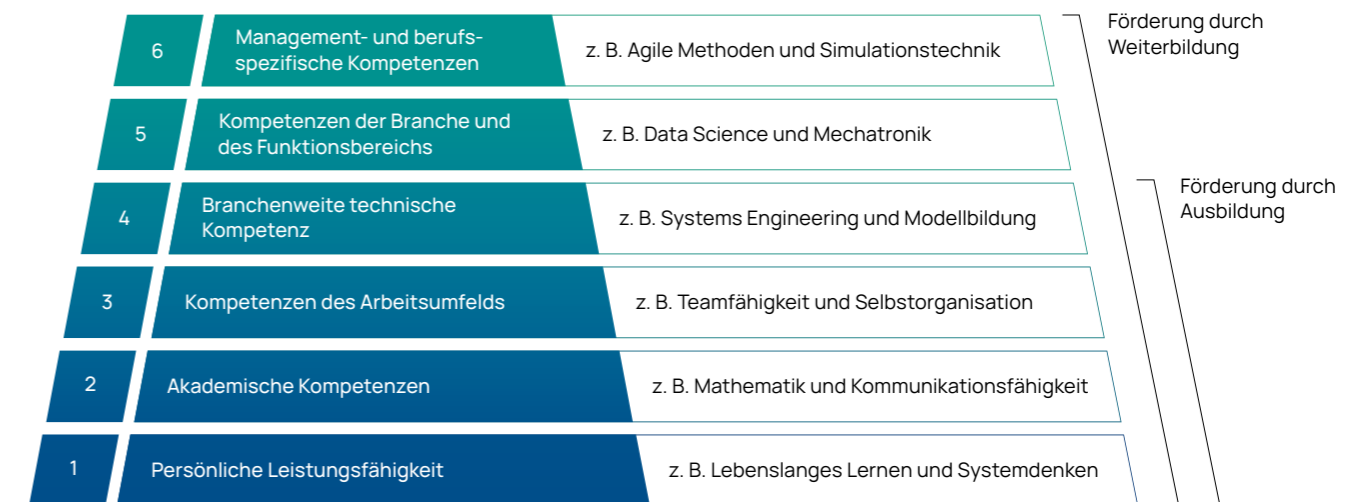 6
Management- und berufs-
spezifische Kompetenzen
z. B. Agile Methoden und Simulationstechnik
Förderung durch
Weiterbildung
5
Kompetenzen der Branche und
des Funktionsbereichs
z. B. Data Science und Mechatronik
4
Branchenweite technische
Kompetenz
z. B. Systems Engineering und Modellbildung
Förderung durch
Ausbildung
3
Kompetenzen des Arbeitsumfelds
z. B. Teamfähigkeit und Selbstorganisation
2
Akademische Kompetenzen
z. B. Mathematik und Kommunikationsfähigkeit
1
Persönliche Leistungsfähigkeit
z. B. Lebenslanges Lernen und Systemdenken